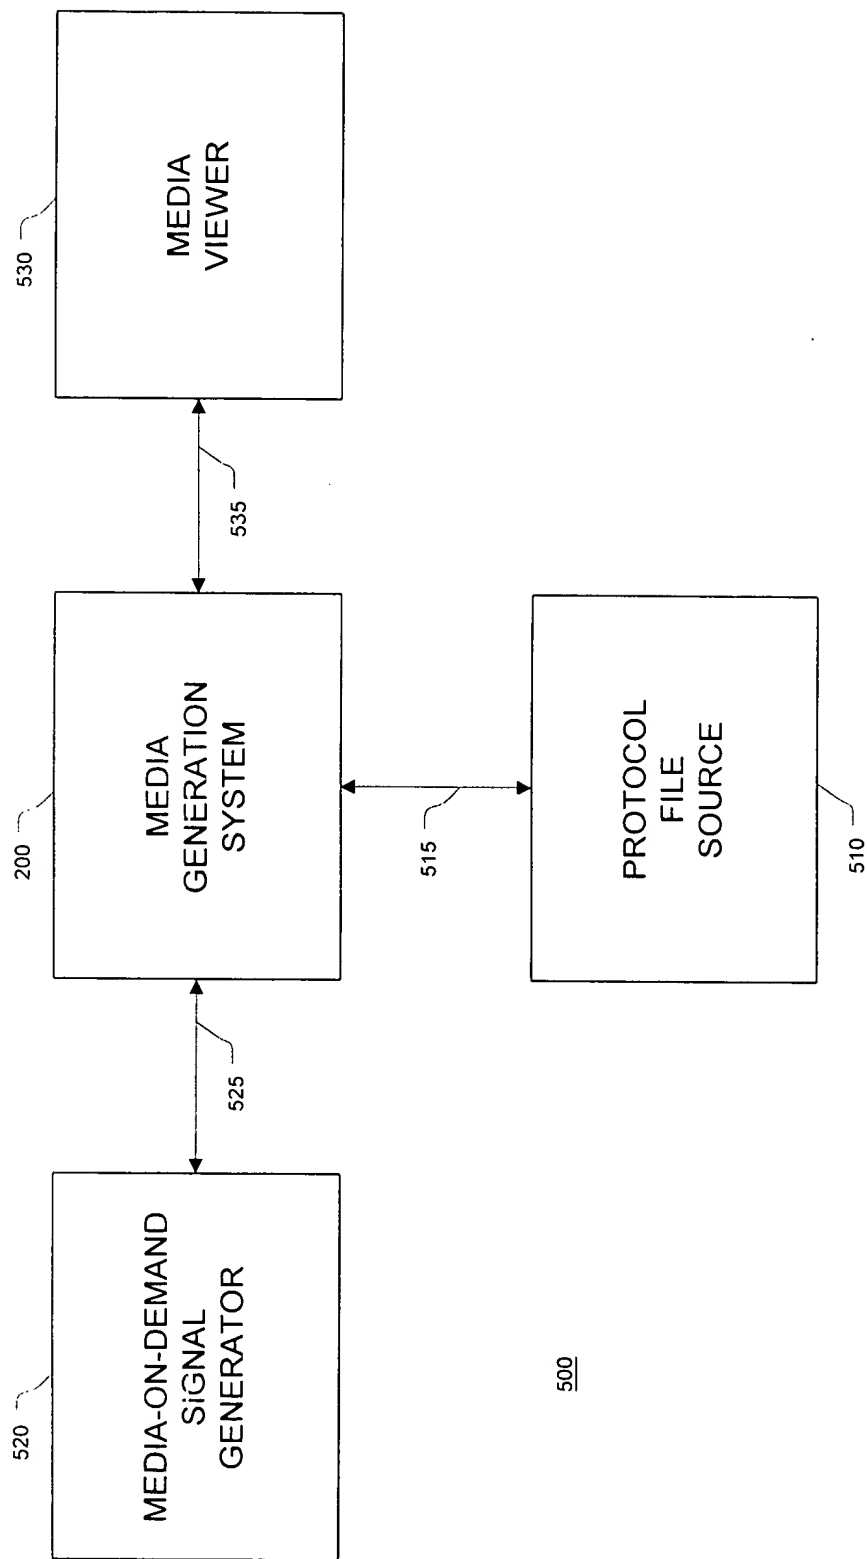 520
MEDIA-ON-DEMAND
SiGNAL
GENERATOR
525
200
MEDIA
GENERATION
SYSTEM
535
530
MEDIA
VIEWER
515
PROTOCOL
FILE
SOURCE
510
500